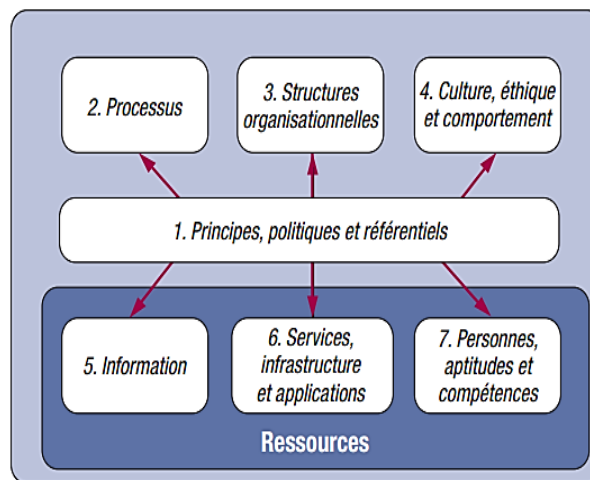 2. Processus
3. Structures
organisationnelles
4. Culture, éthique
et comportement
1. Principes, politiques et référentiels
5. Information
6. Services,
infrastructure
et applications
7. Personnes,
aptitudes et
compétences
Ressources